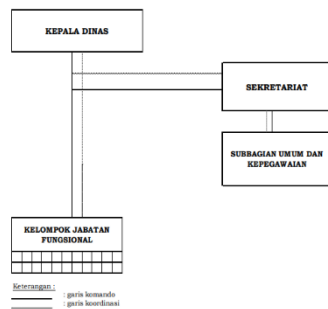 KEPALA DINAS
SEKRETARIAT
SUBBAGIAN UMUM DAN
KEPEGAWAIAN
KELOMPOK JABATAN
FUNGSIONAL
Keterangan :
: garis komando
: garis koordinasi